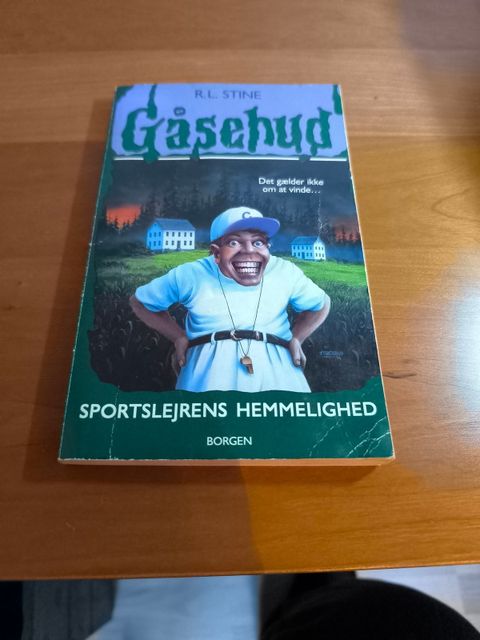 R.L. STINE
Gåsehud
Det gælder ikke
om at vinde...
C
SPORTSLEJRENS HEMMELIGHED
BORGEN